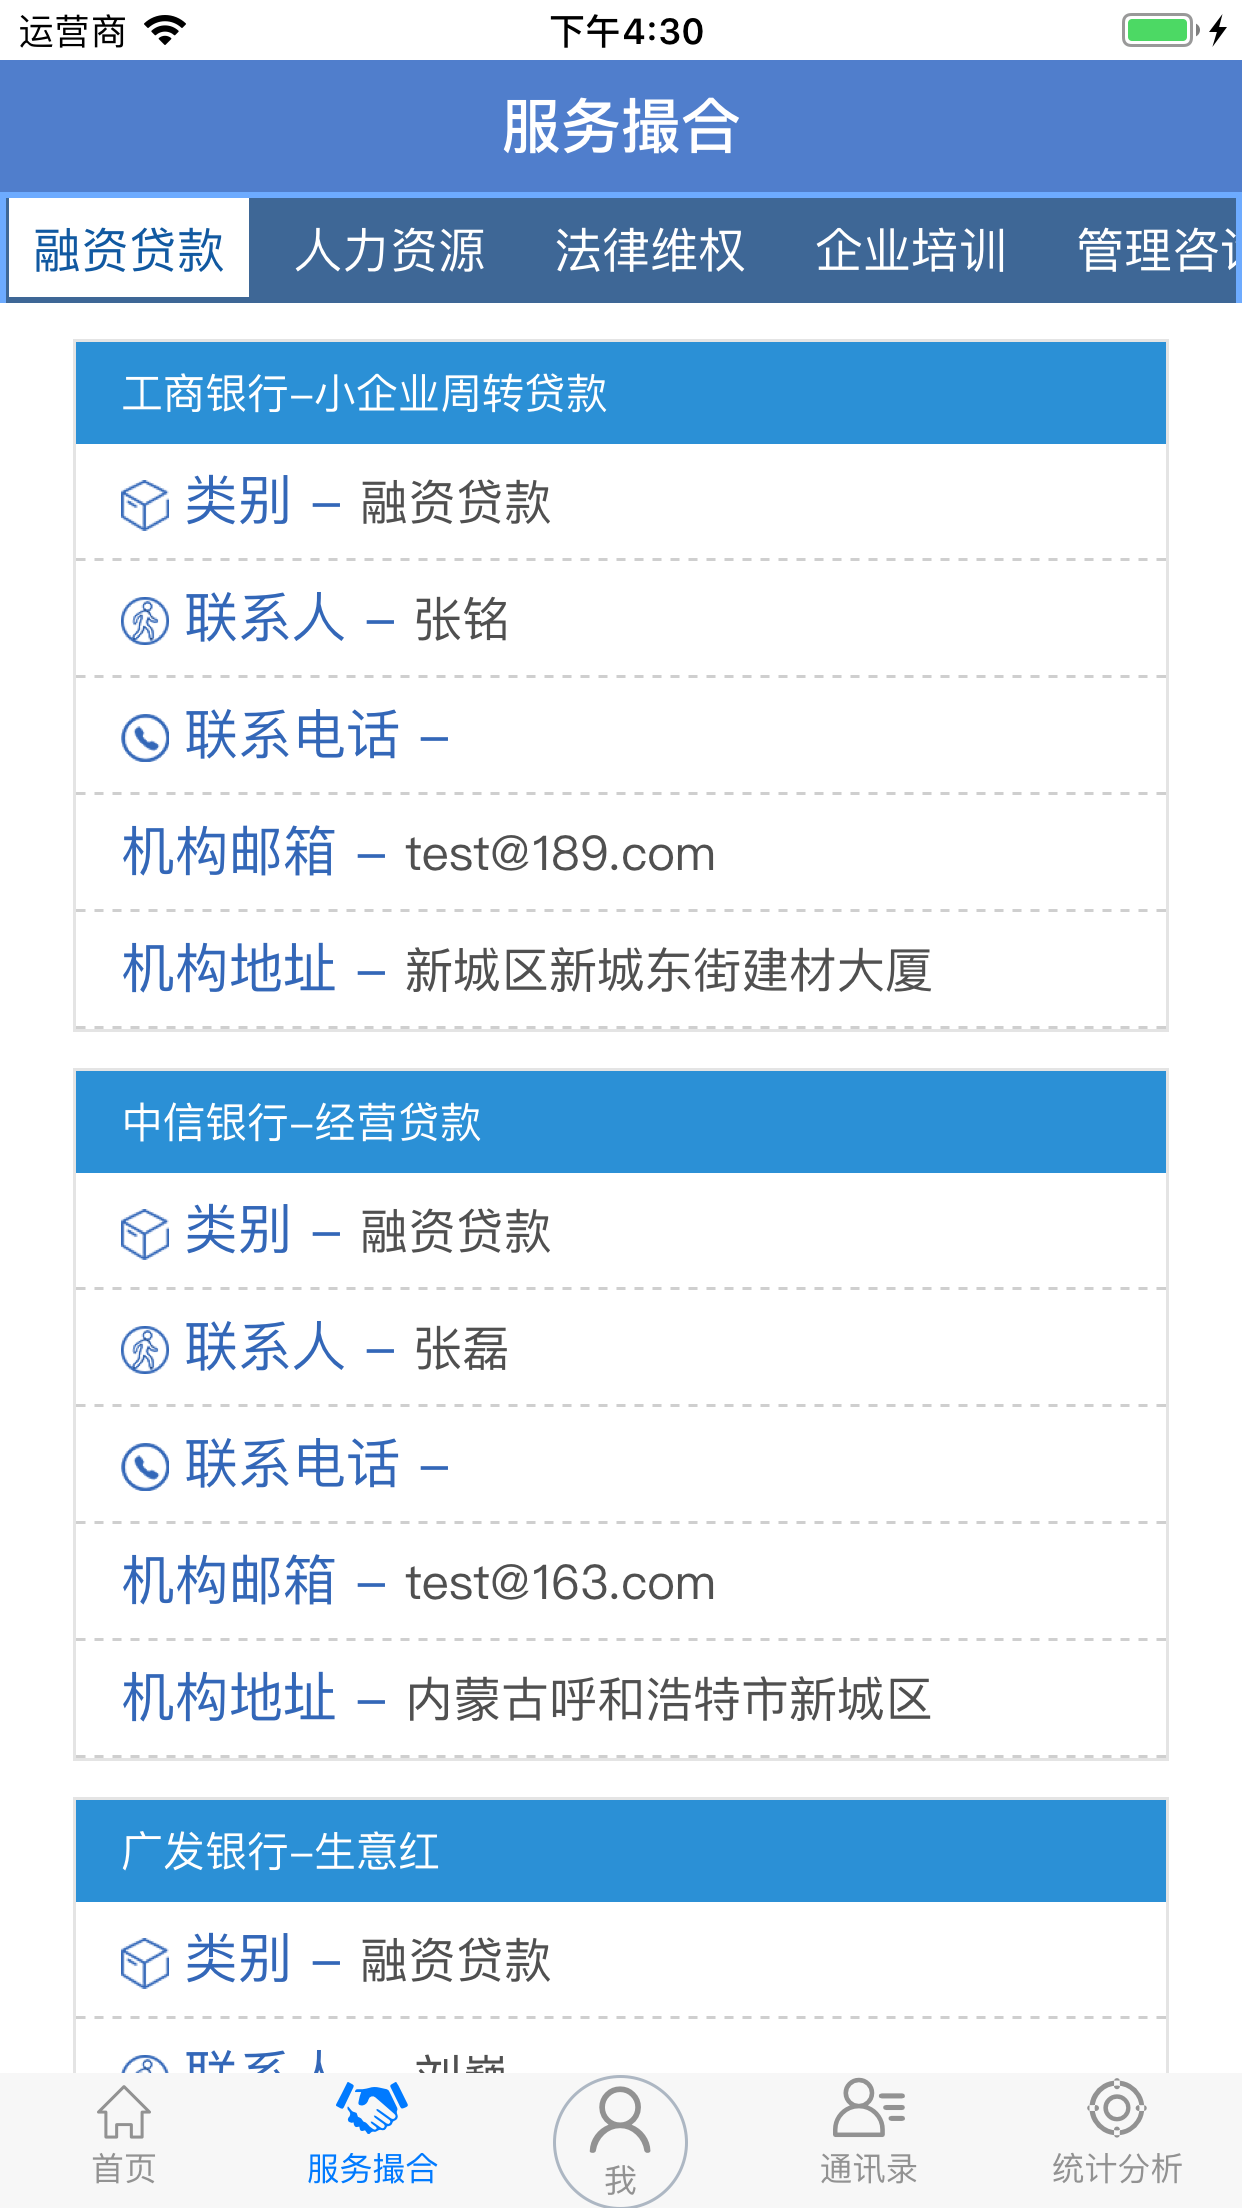 运营商 下午4:30
服务撮合
融资贷款 人力资源 法律维权 企业培训 管理咨
工商银行-小企业周转贷款
类别 - 融资贷款
联系人 - 张铭
联系电话 -
机构邮箱 - test@189.com
机构地址 - 新城区新城东街建材大厦
中信银行-经营贷款
类别 - 融资贷款
联系人 - 张磊
联系电话 -
机构邮箱 - test@163.com
机构地址 - 内蒙古呼和浩特市新城区
广发银行-生意红
类别 - 融资贷款
联系人
首页 服务撮合 我 通讯录 统计分析